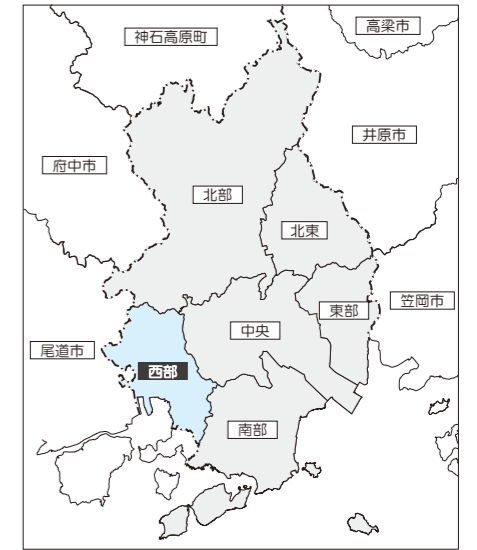 高梁市
神石高原町
井原市
府中市
北部
北東
笠岡市
東部
中央
尾道市
西部
南部